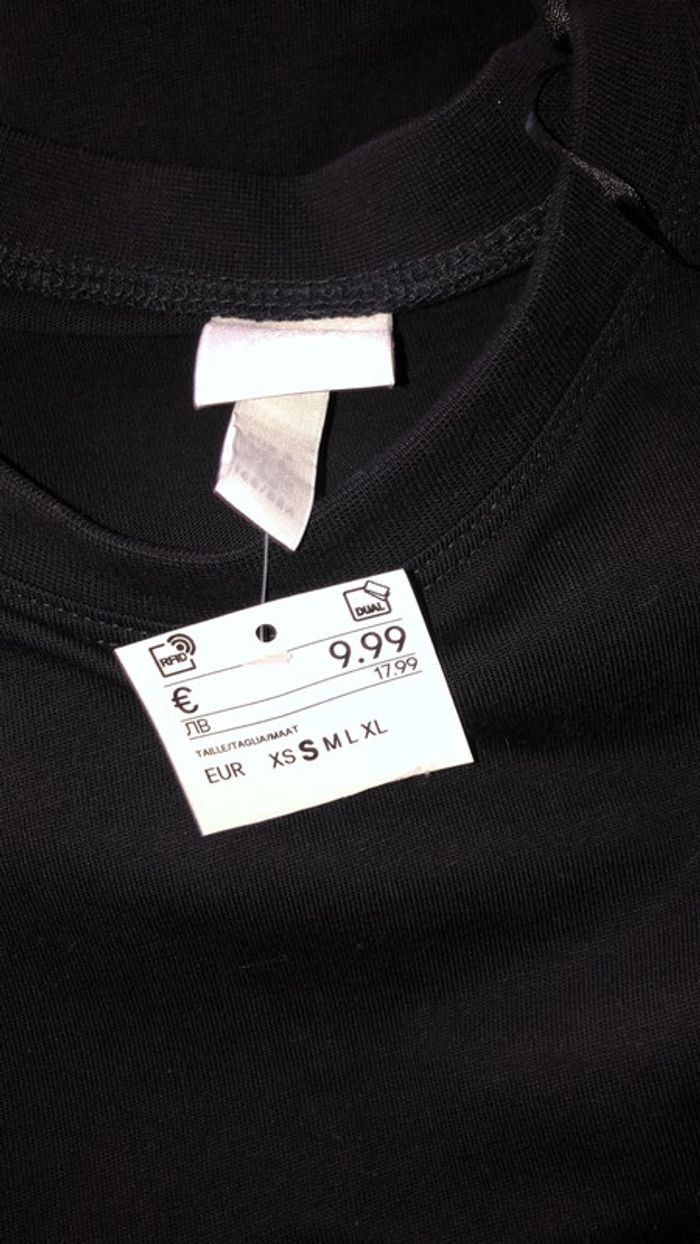 RFID
DUAL
€ 9.99
ЛВ 17.99
TAILLE/TAGLIA/MAAT
EUR XS S M L XL